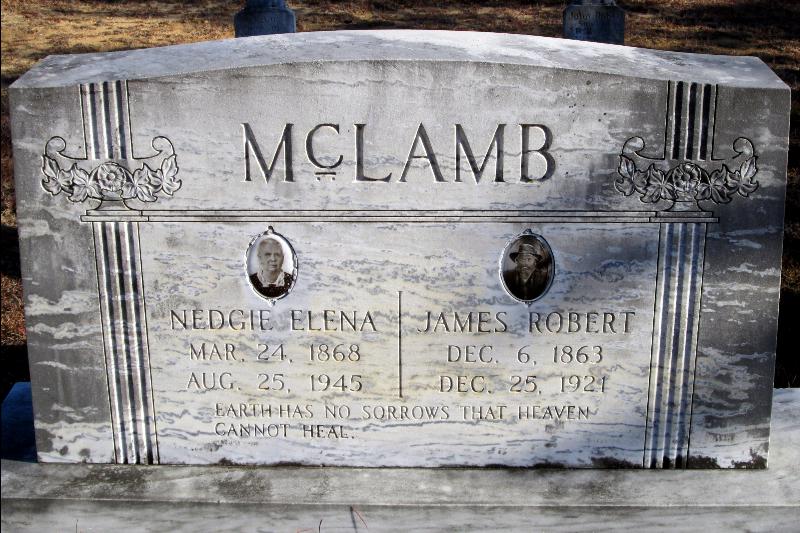 McLAMB
NEDGIE ELENA
MAR. 24, 1868
AUG. 25, 1945
JAMES ROBERT
DEC. 6, 1863
DEC. 25, 1921
EARTH HAS NO SORROWS THAT HEAVEN
CANNOT HEAL.